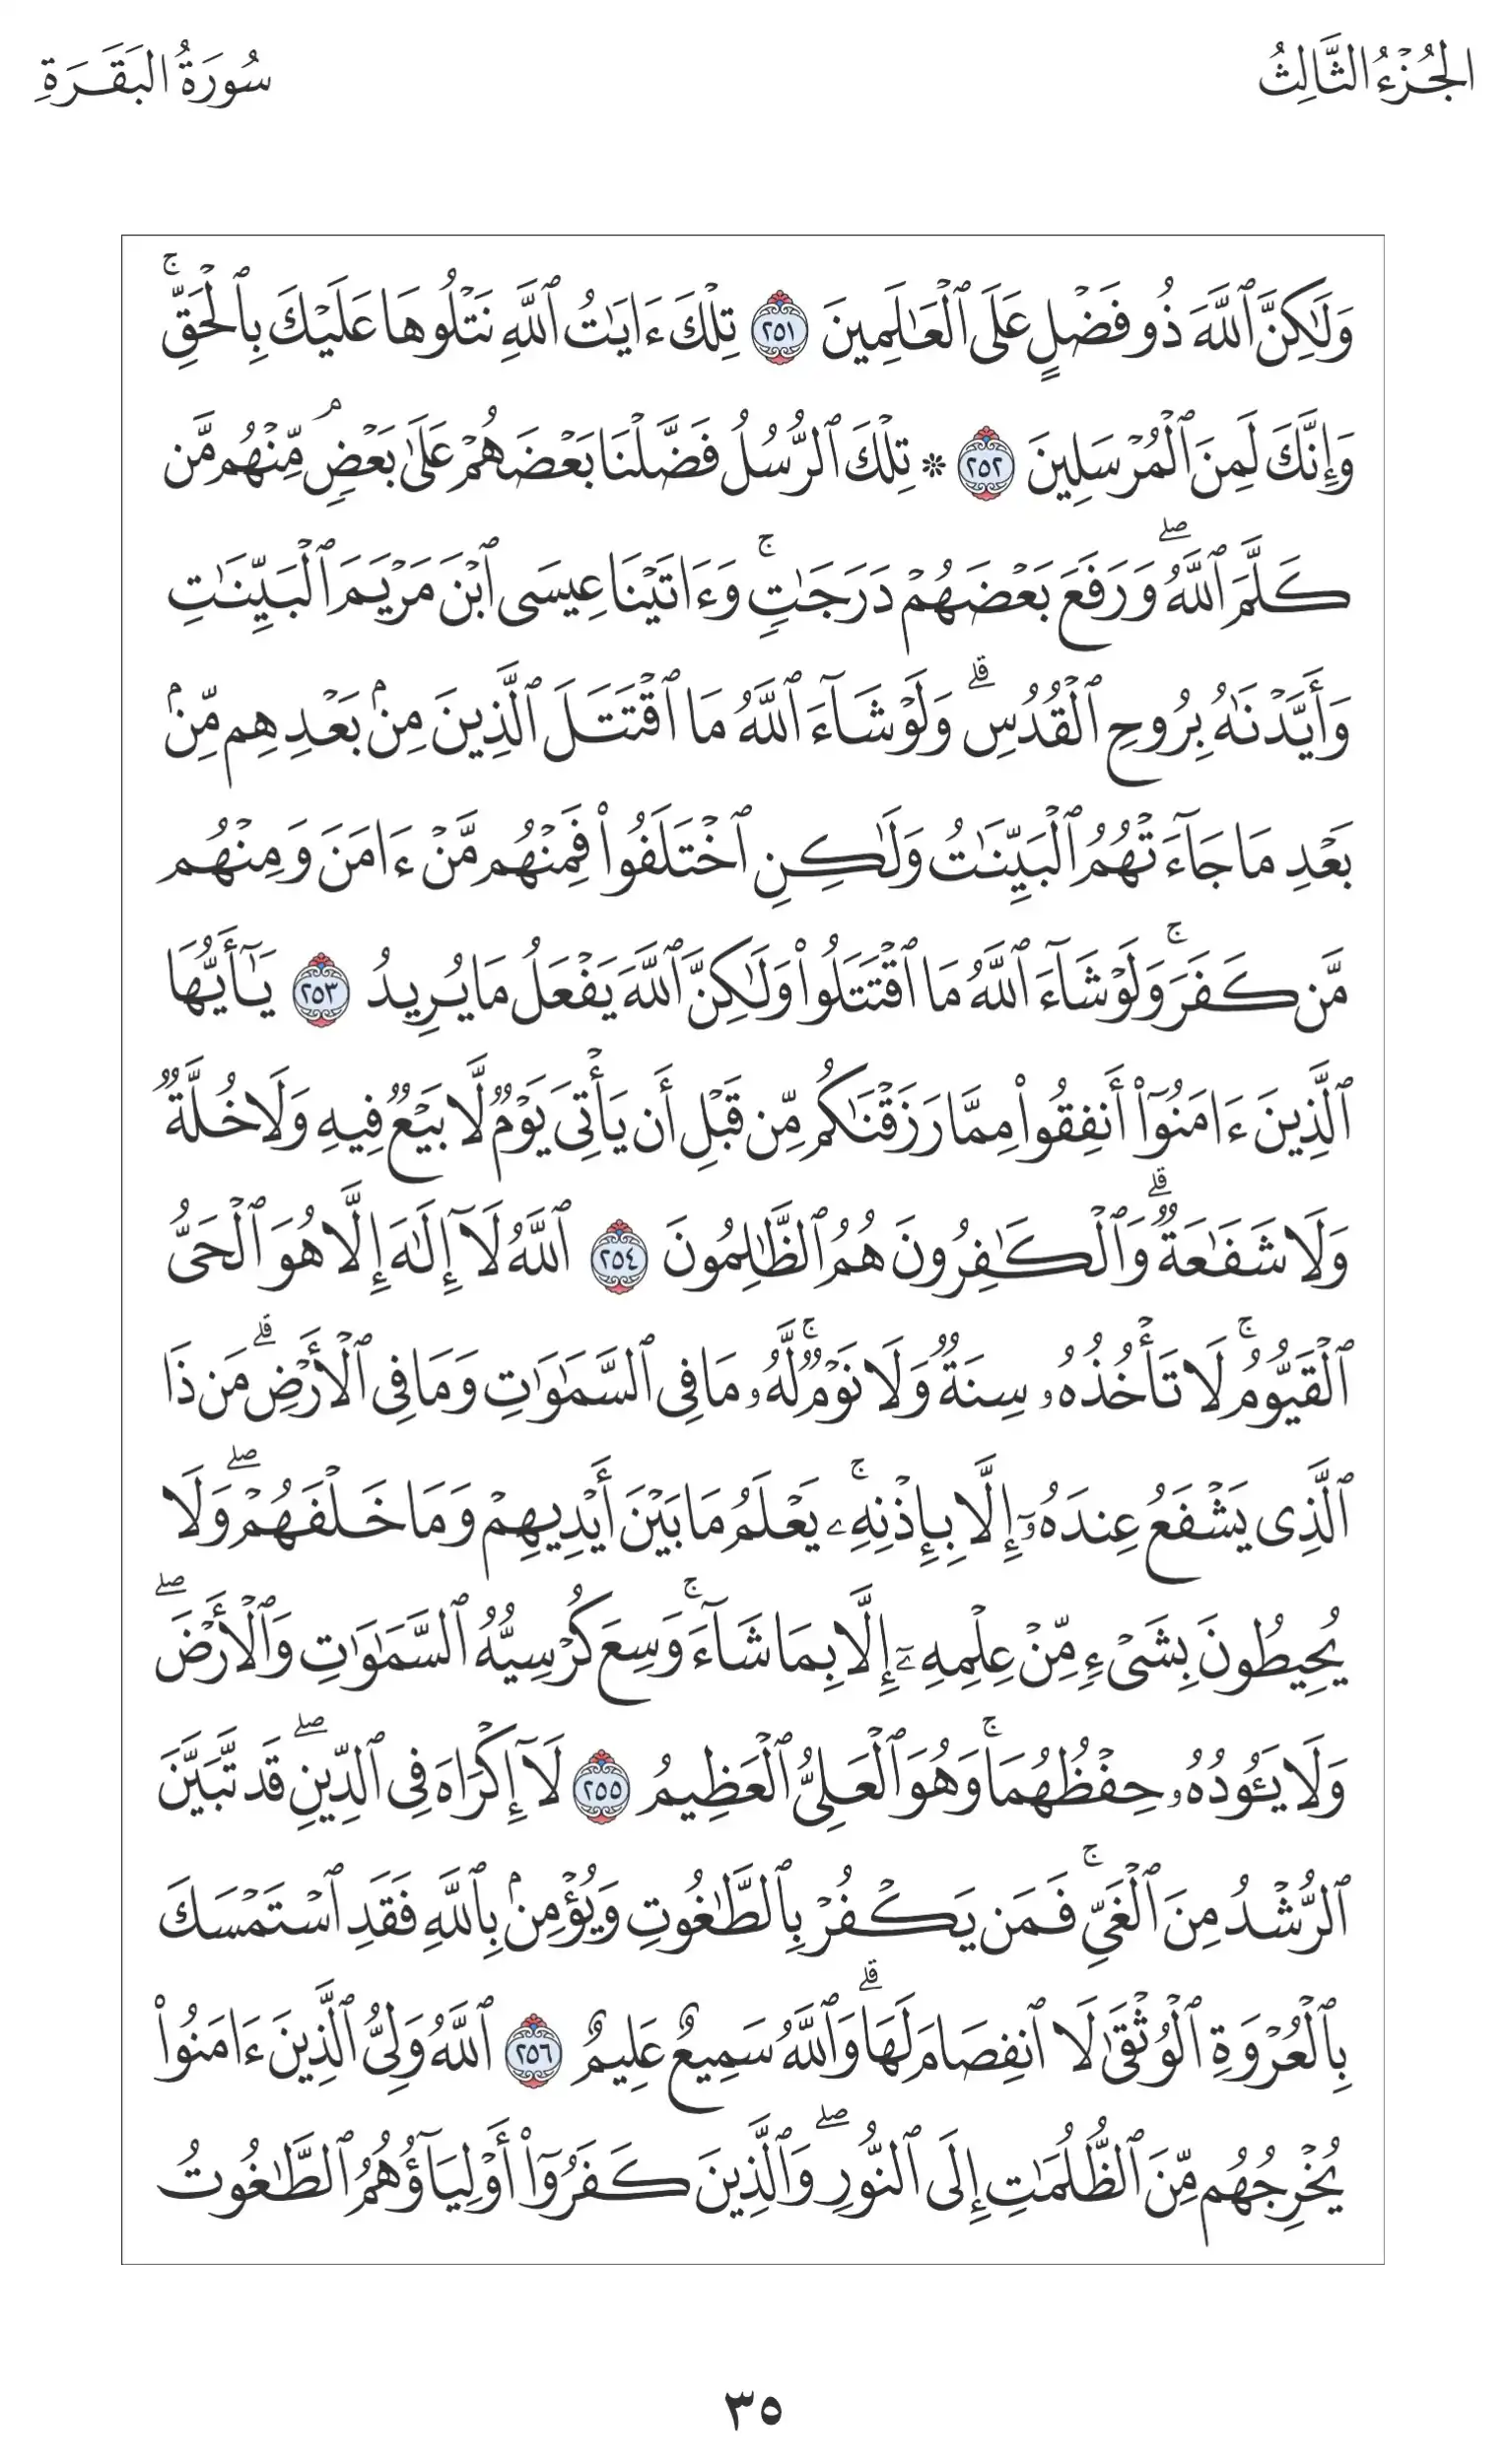 الجُزْءُ الثَّالِثُ
سُورَةُ البَقَرَةِ
وَلَٰكِنَّ ٱللَّهَ ذُو فَضْلٍ عَلَى ٱلْعَٰلَمِينَ ٢٥١ تِلْكَ ءَايَٰتُ ٱللَّهِ نَتْلُوهَا عَلَيْكَ بِٱلْحَقِّۚ
وَإِنَّكَ لَمِنَ ٱلْمُرْسَلِينَ ٢٥٢ * تِلْكَ ٱلرُّسُلُ فَضَّلْنَا بَعْضَهُمْ عَلَىٰ بَعْضٍۘ مِّنْهُم مَّن
كَلَّمَ ٱللَّهُۖ وَرَفَعَ بَعْضَهُمْ دَرَجَٰتٍۚ وَءَاتَيْنَا عِيسَى ٱبْنَ مَرْيَمَ ٱلْبَيِّنَٰتِ
وَأَيَّدْنَٰهُ بِرُوحِ ٱلْقُدُسِۗ وَلَوْ شَآءَ ٱللَّهُ مَا ٱقْتَتَلَ ٱلَّذِينَ مِنۢ بَعْدِهِم مِّنۢ
بَعْدِ مَا جَآءَتْهُمُ ٱلْبَيِّنَٰتُ وَلَٰكِنِ ٱخْتَلَفُوا۟ فَمِنْهُم مَّنْ ءَامَنَ وَمِنْهُم
مَّن كَفَرَۚ وَلَوْ شَآءَ ٱللَّهُ مَا ٱقْتَتَلُوا۟ وَلَٰكِنَّ ٱللَّهَ يَفْعَلُ مَا يُرِيدُ ٢٥٣ يَٰٓأَيُّهَا
ٱلَّذِينَ ءَامَنُوٓا۟ أَنفِقُوا۟ مِمَّا رَزَقْنَٰكُم مِّن قَبْلِ أَن يَأْتِىَ يَوْمٌ لَّا بَيْعٌ فِيهِ وَلَا خُلَّةٌ
وَلَا شَفَٰعَةٌۗ وَٱلْكَٰفِرُونَ هُمُ ٱلظَّٰلِمُونَ ٢٥٤ ٱللَّهُ لَآ إِلَٰهَ إِلَّا هُوَ ٱلْحَىُّ
ٱلْقَيُّومُۚ لَا تَأْخُذُهُۥ سِنَةٌ وَلَا نَوْمٌۚ لَّهُۥ مَا فِى ٱلسَّمَٰوَٰتِ وَمَا فِى ٱلْأَرْضِۗ مَن ذَا
ٱلَّذِى يَشْفَعُ عِندَهُۥٓ إِلَّا بِإِذْنِهِۦۚ يَعْلَمُ مَا بَيْنَ أَيْدِيهِمْ وَمَا خَلْفَهُمْۖ وَلَا
يُحِيطُونَ بِشَىْءٍ مِّنْ عِلْمِهِۦٓ إِلَّا بِمَا شَآءَۚ وَسِعَ كُرْسِيُّهُ ٱلسَّمَٰوَٰتِ وَٱلْأَرْضَۖ
وَلَا يَـُٔودُهُۥ حِفْظُهُمَاۚ وَهُوَ ٱلْعَلِىُّ ٱلْعَظِيمُ ٢٥٥ لَآ إِكْرَاهَ فِى ٱلدِّينِۖ قَد تَّبَيَّنَ
ٱلرُّشْدُ مِنَ ٱلْغَىِّۚ فَمَن يَكْفُرْ بِٱلطَّٰغُوتِ وَيُؤْمِنۢ بِٱللَّهِ فَقَدِ ٱسْتَمْسَكَ
بِٱلْعُرْوَةِ ٱلْوُثْقَىٰ لَا ٱنفِصَامَ لَهَاۗ وَٱللَّهُ سَمِيعٌ عَلِيمٌ ٢٥٦ ٱللَّهُ وَلِىُّ ٱلَّذِينَ ءَامَنُوا۟
يُخْرِجُهُم مِّنَ ٱلظُّلُمَٰتِ إِلَى ٱلنُّورِۖ وَٱلَّذِينَ كَفَرُوٓا۟ أَوْلِيَآؤُهُمُ ٱلطَّٰغُوتُ
٣٥